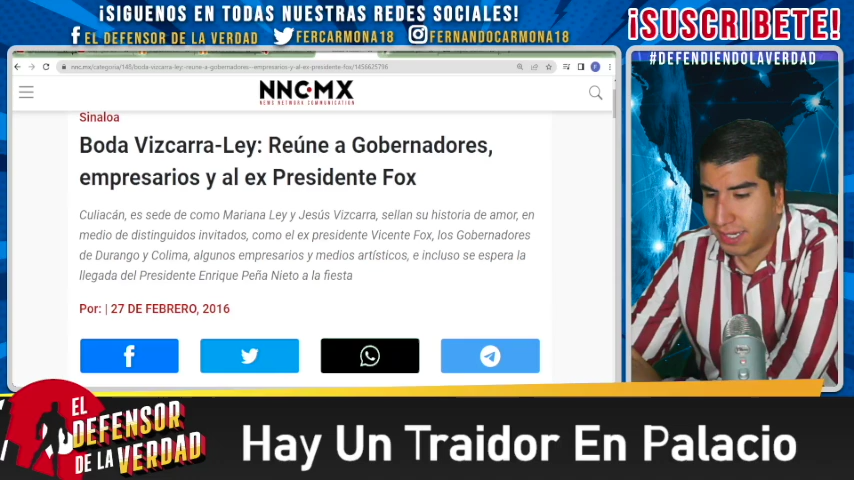 ¡SIGUENOS EN TODAS NUESTRAS REDES SOCIALES!
EL DEFENSOR DE LA VERDAD FERCARMONA18 FERNANDOCARMONA18
¡SUSCRIBETE!
#DEFENDIENDOLAVERDAD
NNC.MX
NEWS NETWORK COMMUNICATION
Sinaloa
Boda Vizcarra-Ley: Reúne a Gobernadores,
empresarios y al ex Presidente Fox
Culiacán, es sede de como Mariana Ley y Jesús Vizcarra, sellan su historia de amor, en
medio de distinguidos invitados, como el ex presidente Vicente Fox, los Gobernadores
de Durango y Colima, algunos empresarios y medios artísticos, e incluso se espera la
llegada del Presidente Enrique Peña Nieto a la fiesta
Por: | 27 DE FEBRERO, 2016
EL
DEFENSOR
DE LA VERDAD
Hay Un Traidor En Palacio